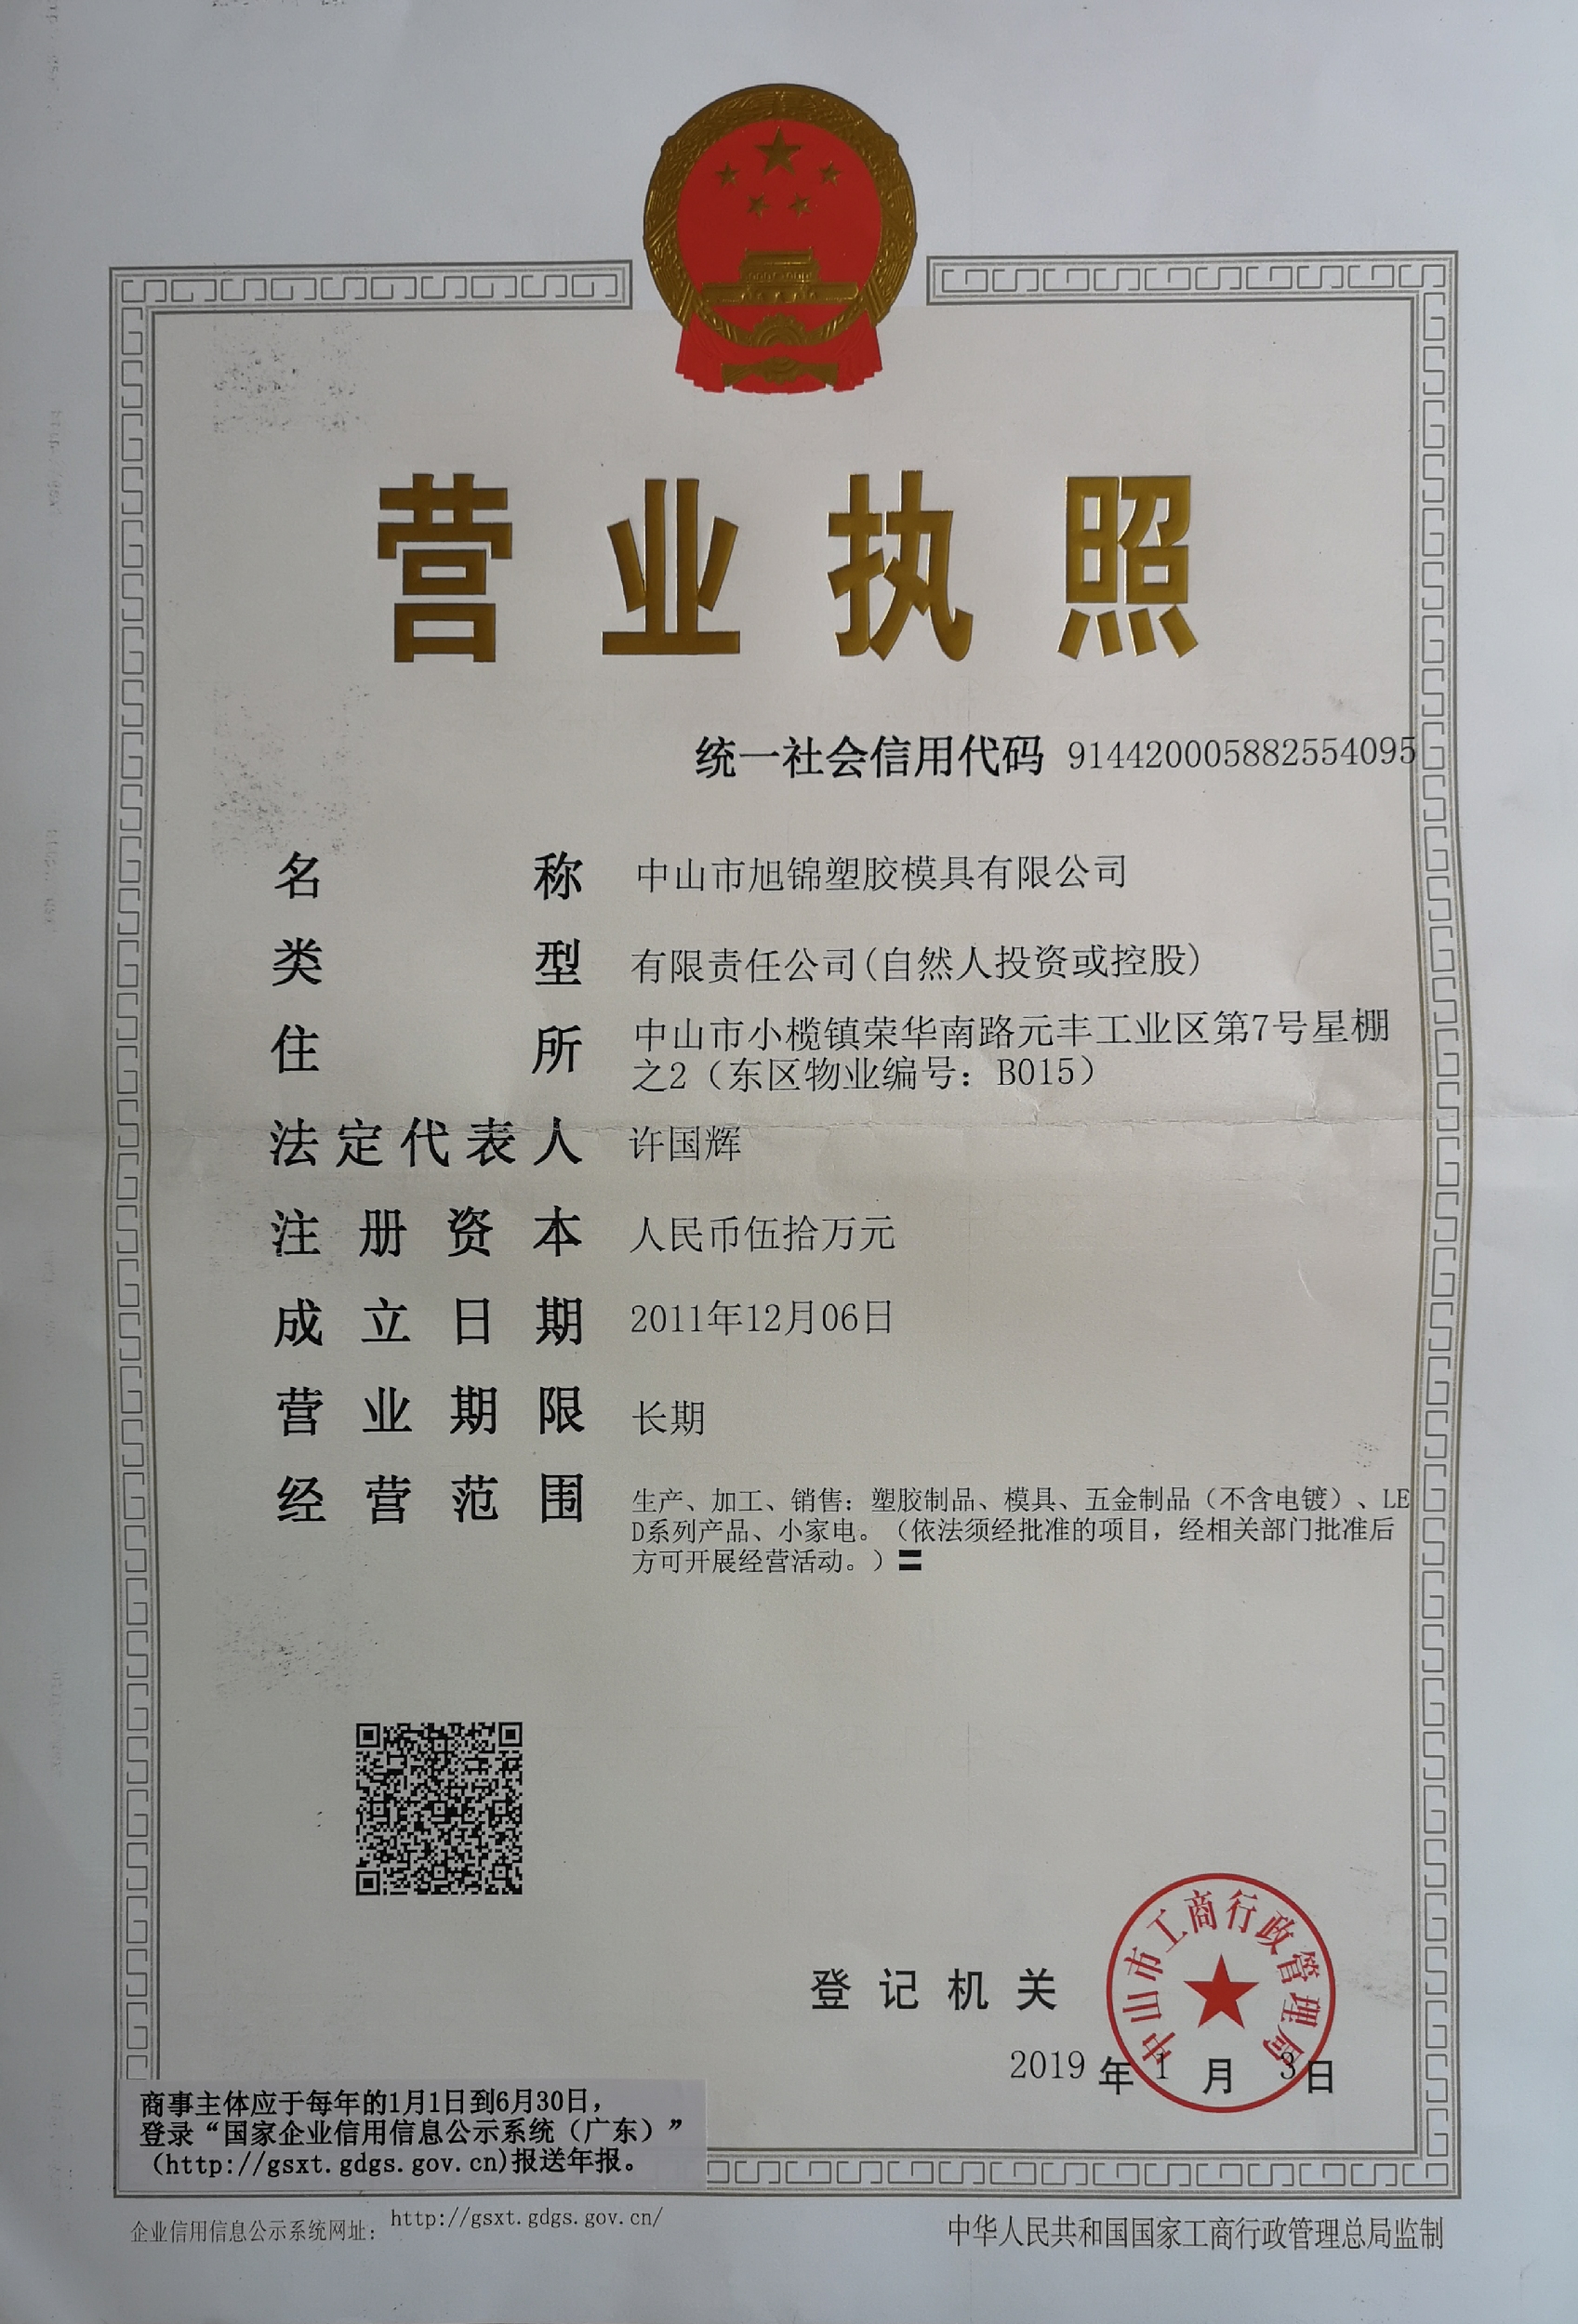 营业执照
统一社会信用代码 914420005882554095
名称 中山市旭锦塑胶模具有限公司
类型 有限责任公司(自然人投资或控股)
住所 中山市小榄镇荣华南路元丰工业区第7号星棚
之2（东区物业编号：B015）
法定代表人 许国辉
注册资本 人民币伍拾万元
成立日期 2011年12月06日
营业期限 长期
经营范围 生产、加工、销售：塑胶制品、模具、五金制品（不含电镀）、LE
D系列产品、小家电。（依法须经批准的项目，经相关部门批准后
方可开展经营活动。）〓
中山市工商行政管理局
登记机关
2019年1月3日
商事主体应于每年的1月1日到6月30日，
登录“国家企业信用信息公示系统（广东）”
(http://gsxt.gdgs.gov.cn)报送年报。
企业信用信息公示系统网址： http://gsxt.gdgs.gov.cn/
中华人民共和国国家工商行政管理总局监制